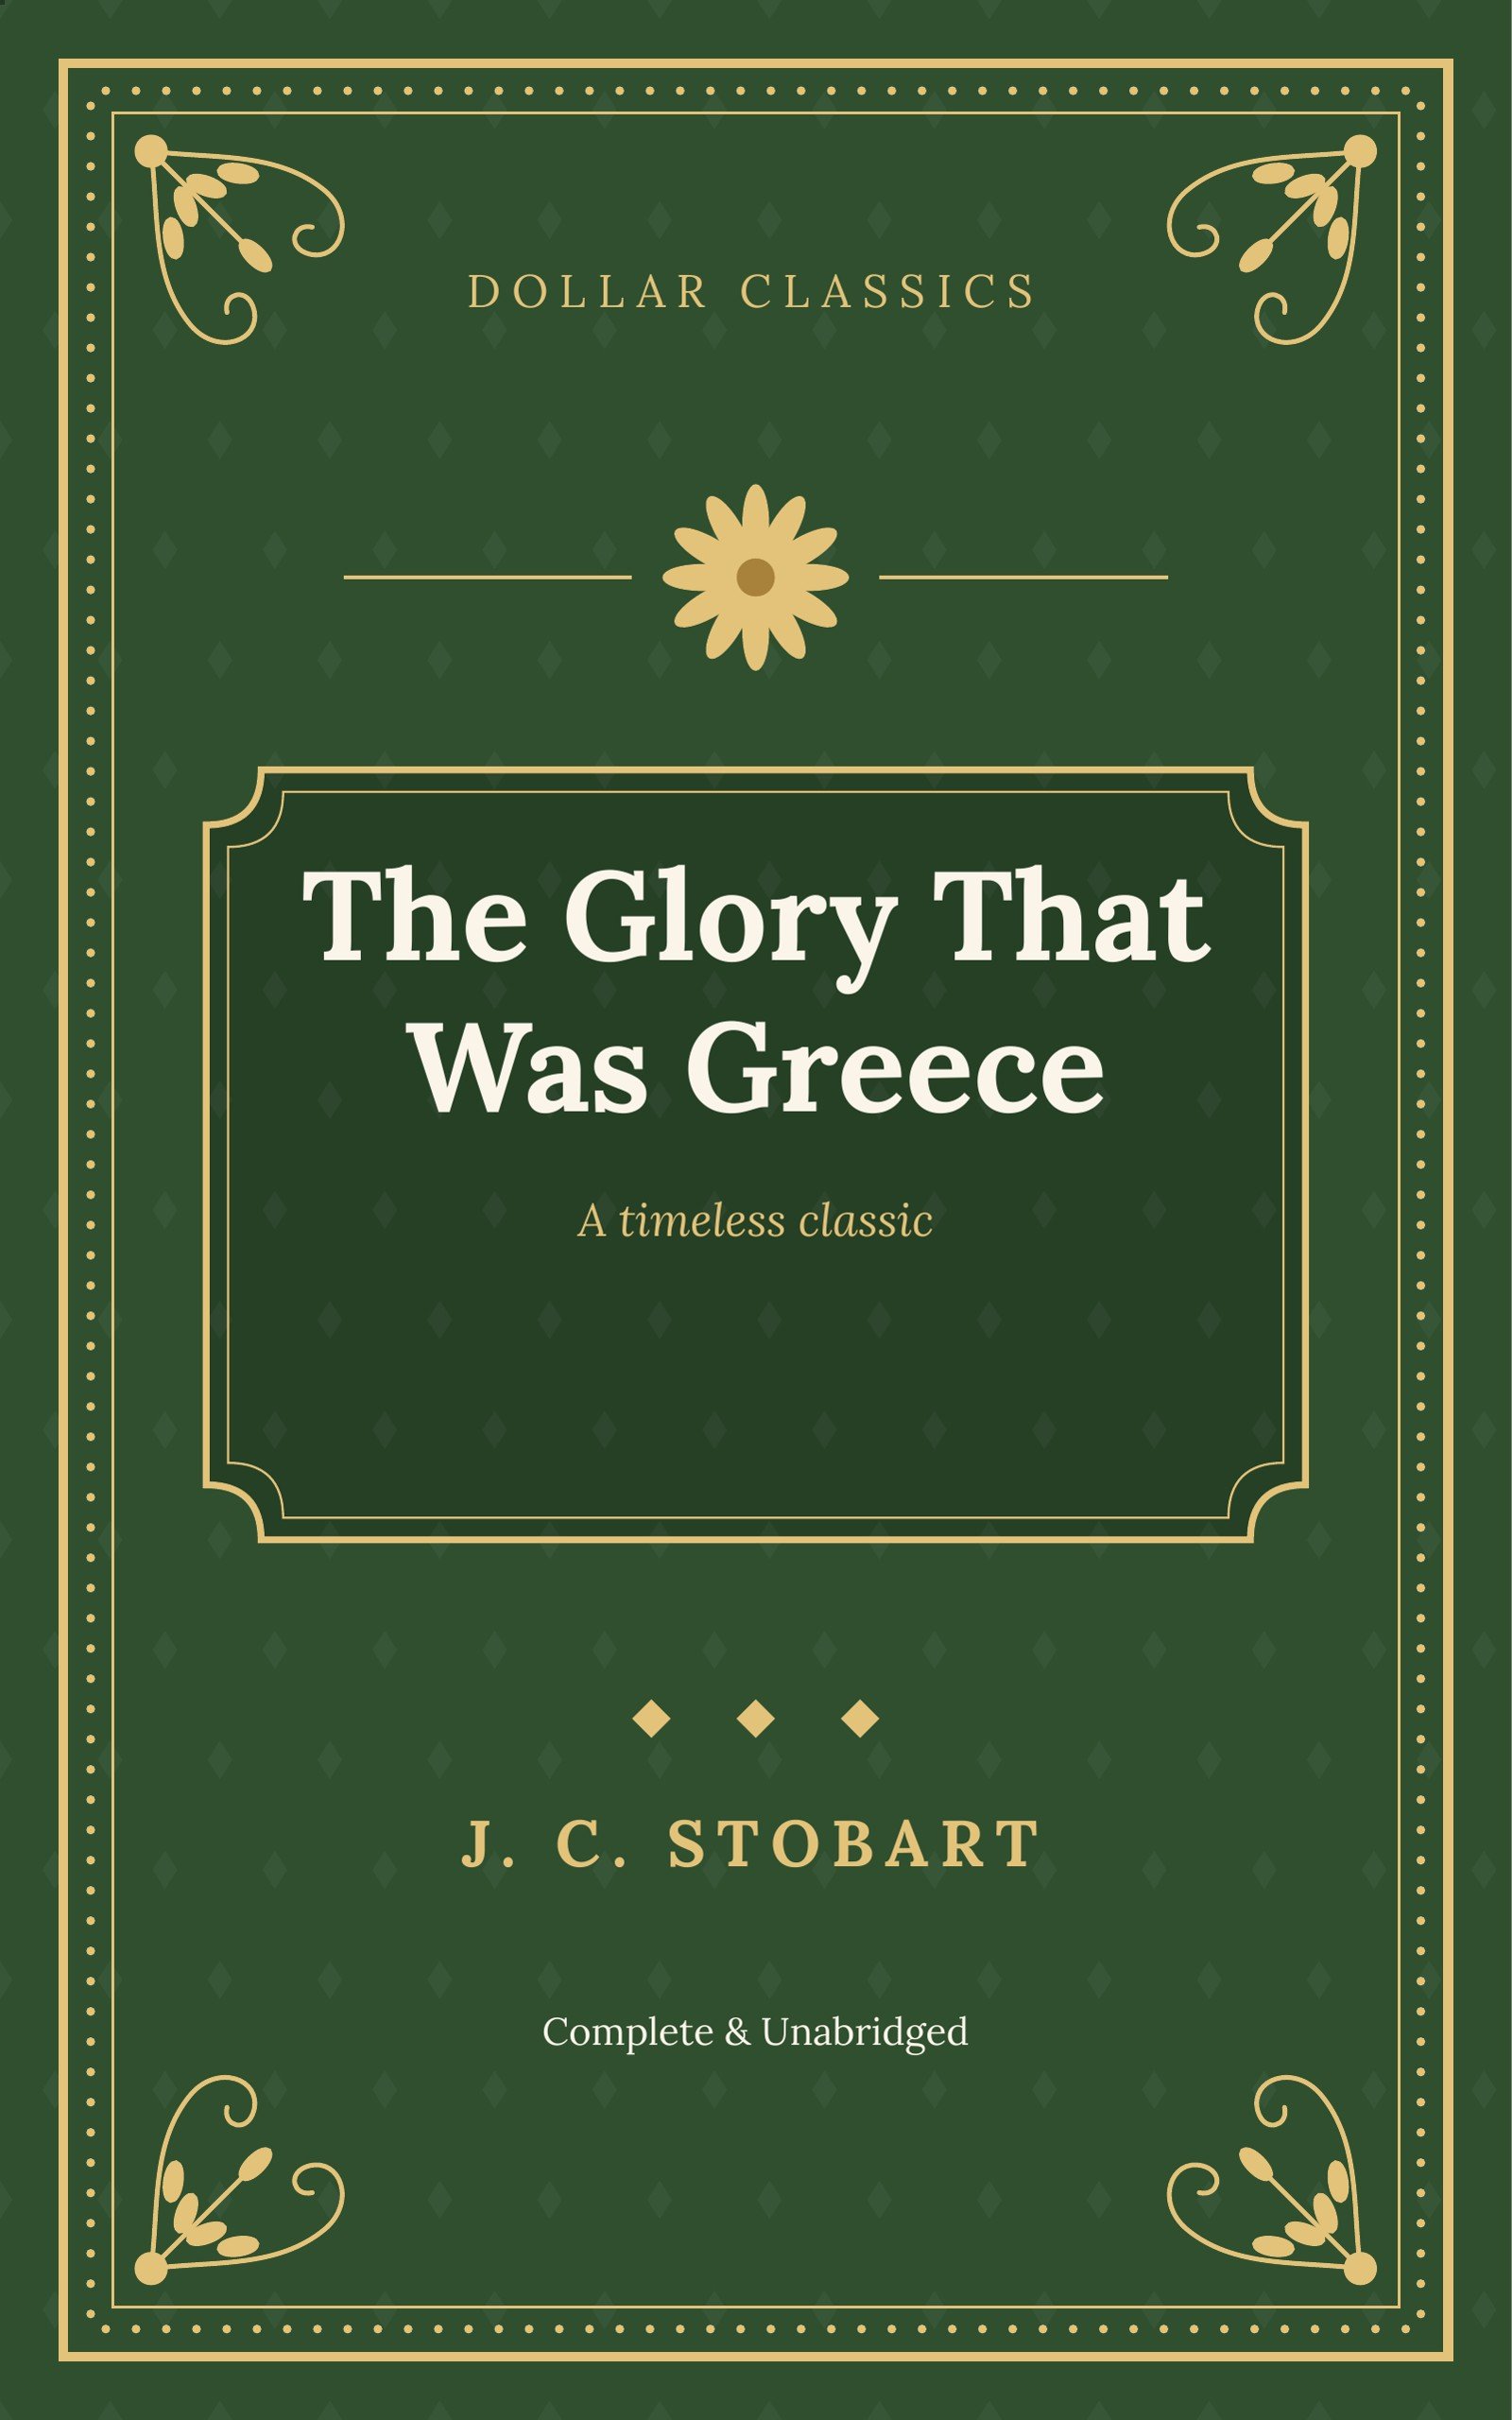 DOLLAR CLASSICS
The Glory That
Was Greece
A timeless classic
J. C. STOBART
Complete & Unabridged